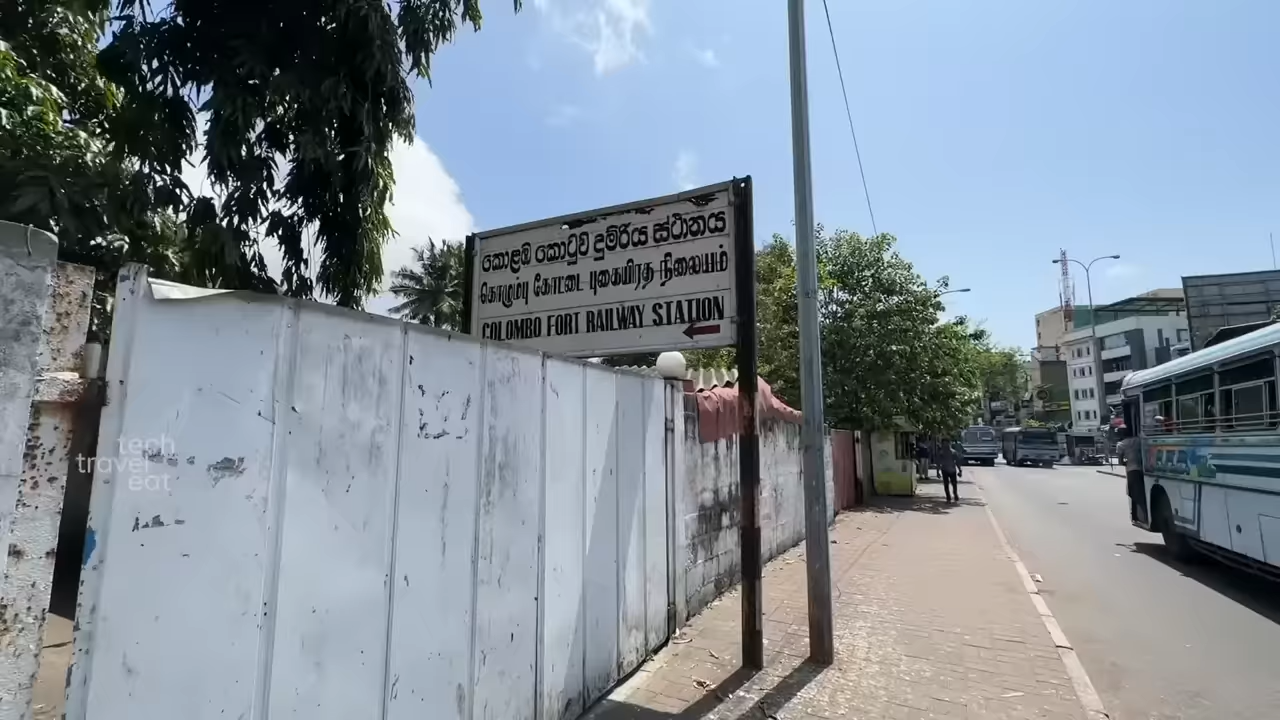 කොළඹ කොටුව දුම්රිය ස්ථානය
கொழும்பு கோட்டை புகையிரத நிலையம்
COLOMBO FORT RAILWAY STATION
tech
travel
eat